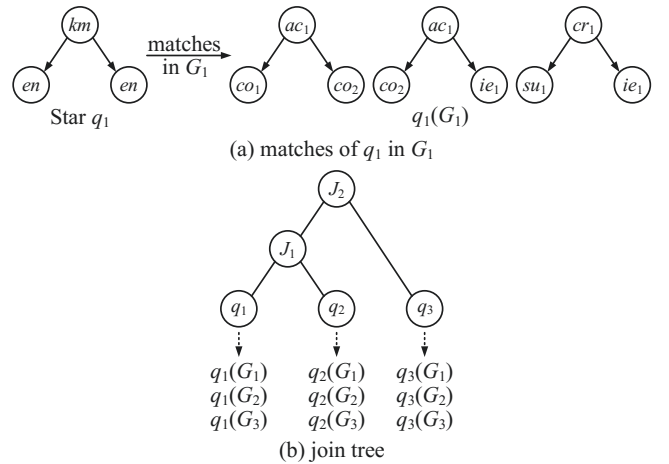 km
en
en
Star q₁
matches
in G₁
ac₁
co₁
co₂
ac₁
co₂
ie₁
q₁(G₁)
cr₁
su₁
ie₁
(a) matches of q₁ in G₁
J₂
J₁
q₁
q₂
q₃
q₁(G₁) q₂(G₁) q₃(G₁)
q₁(G₂) q₂(G₂) q₃(G₂)
q₁(G₃) q₂(G₃) q₃(G₃)
(b) join tree